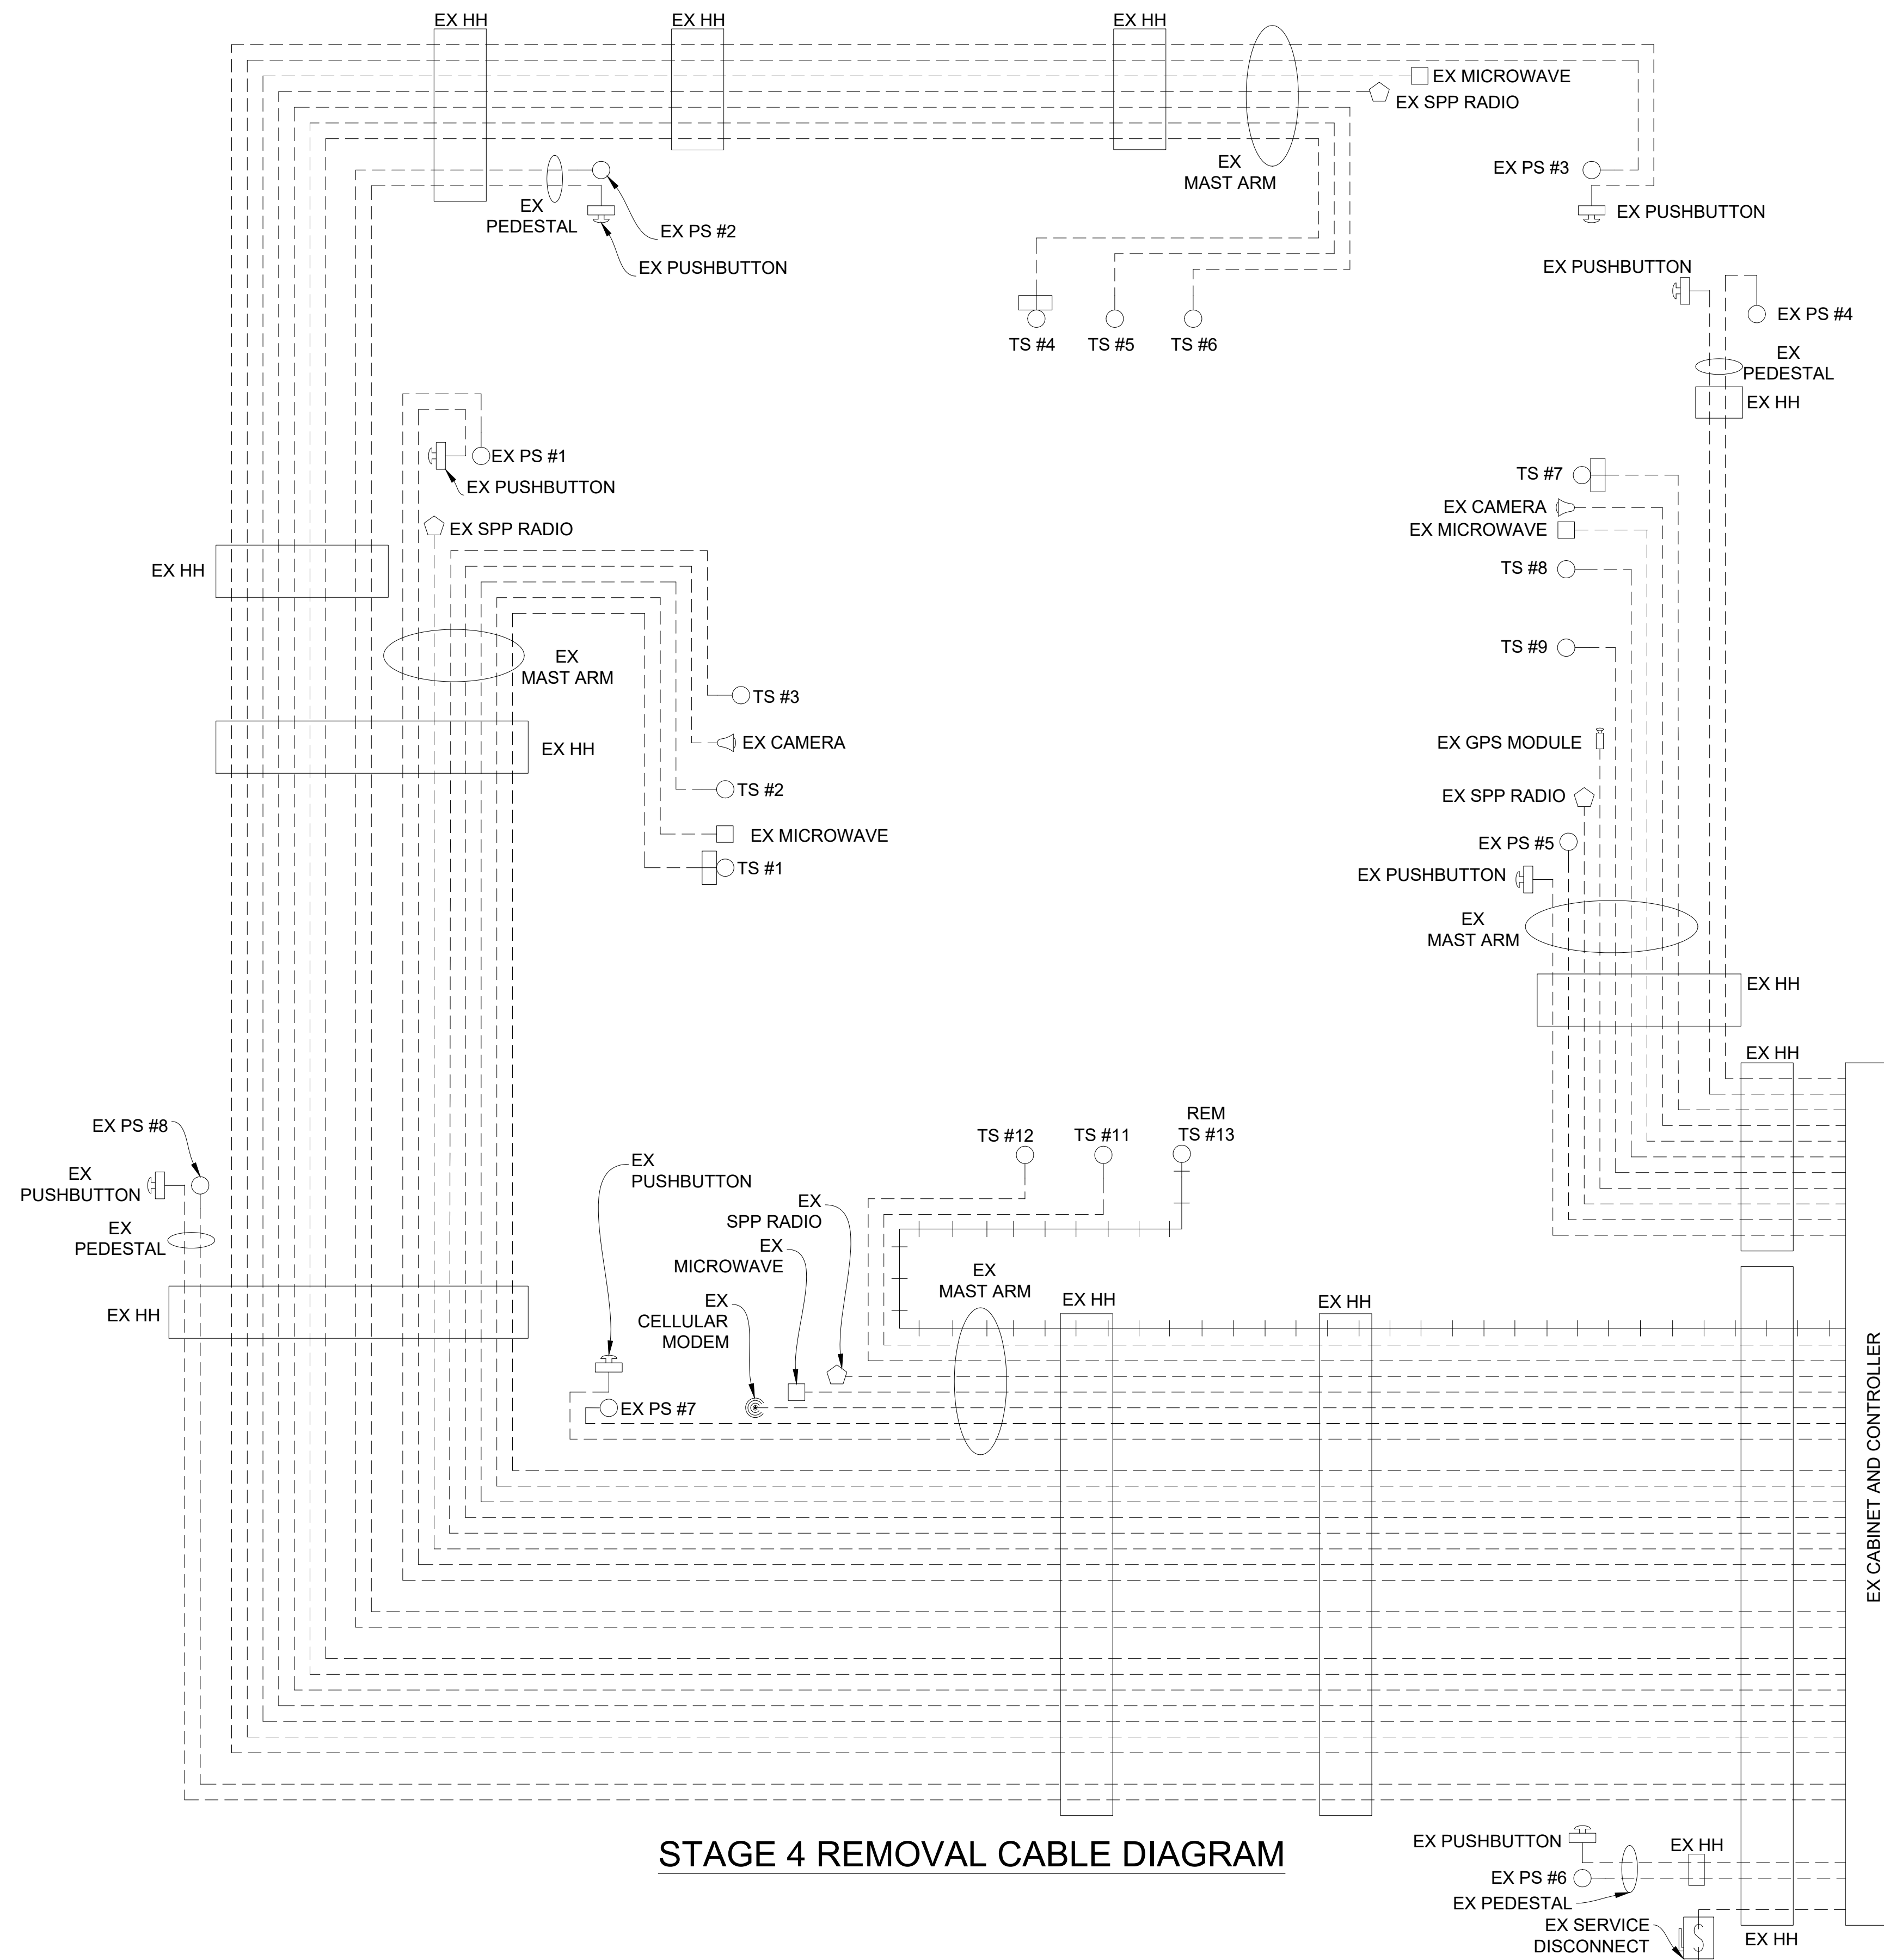 EX HH
EX HH
EX HH
EX MICROWAVE
EX SPP RADIO
EX
MAST ARM
EX PS #3
EX PUSHBUTTON
EX
PEDESTAL
EX PS #2
EX PUSHBUTTON
EX PUSHBUTTON
EX PS #4
TS #4
TS #5
TS #6
EX
PEDESTAL
EX HH
EX PS #1
EX PUSHBUTTON
EX SPP RADIO
EX HH
EX
MAST ARM
EX HH
TS #3
EX CAMERA
TS #2
EX MICROWAVE
TS #1
TS #7
EX CAMERA
EX MICROWAVE
TS #8
TS #9
EX GPS MODULE
EX SPP RADIO
EX PS #5
EX PUSHBUTTON
EX
MAST ARM
EX HH
EX HH
EX PS #8
EX
PUSHBUTTON
EX
PEDESTAL
EX HH
EX
PUSHBUTTON
EX
SPP RADIO
EX
MICROWAVE
EX
CELLULAR
MODEM
EX PS #7
TS #12
TS #11
REM
TS #13
EX
MAST ARM
EX HH
EX HH
EX CABINET AND CONTROLLER
STAGE 4 REMOVAL CABLE DIAGRAM
EX PUSHBUTTON
EX HH
EX PS #6
EX PEDESTAL
EX SERVICE
DISCONNECT
S
EX HH